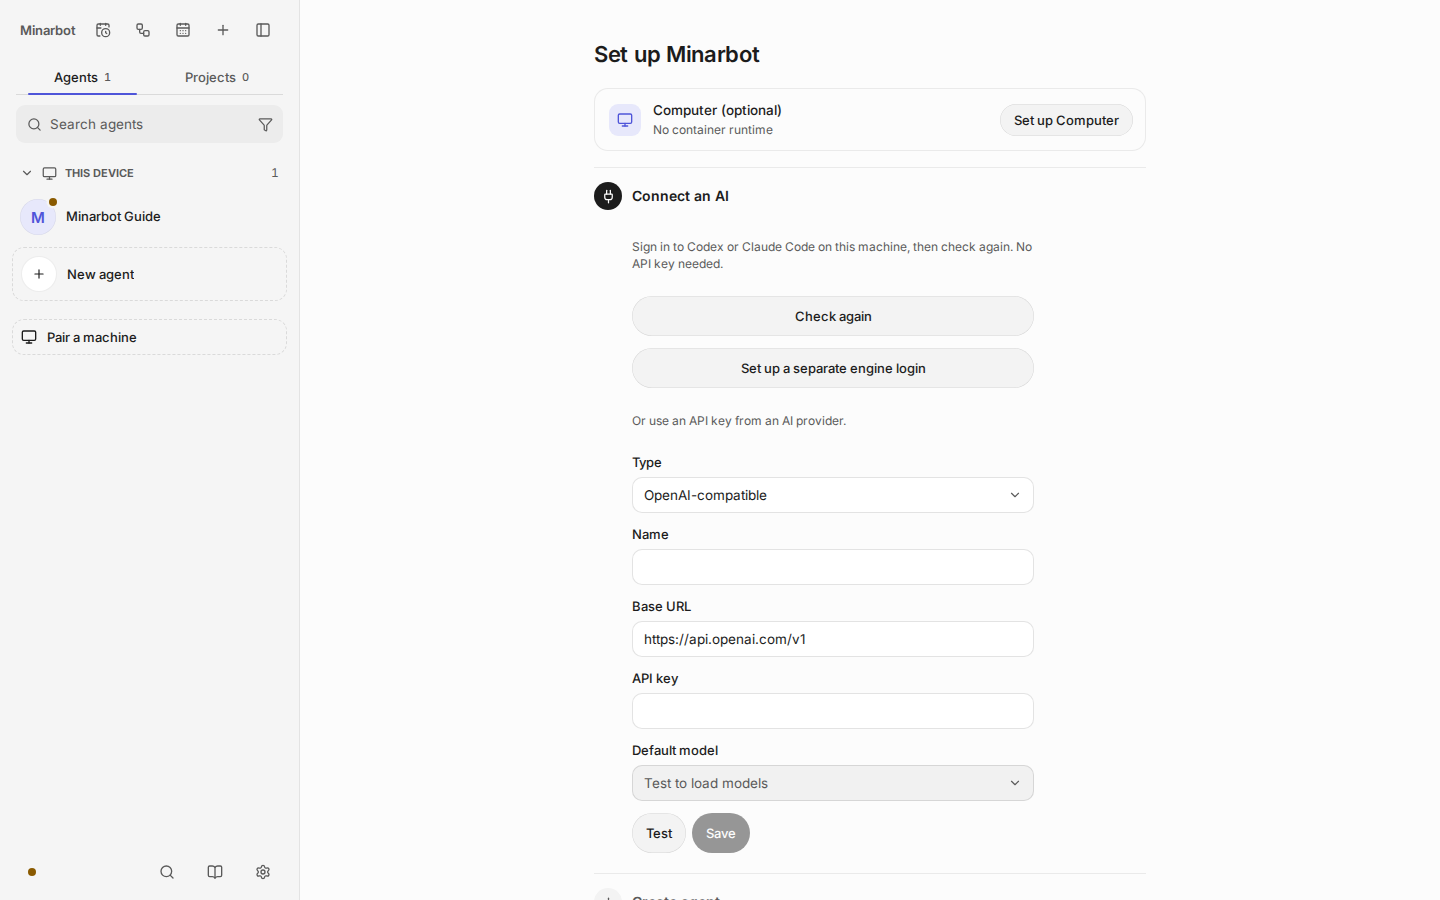 Minarbot
Agents 1
Projects 0
Search agents
THIS DEVICE 1
M
Minarbot Guide
New agent
Pair a machine
Set up Minarbot
Computer (optional)
No container runtime
Set up Computer
Connect an AI
Sign in to Codex or Claude Code on this machine, then check again. No
API key needed.
Check again
Set up a separate engine login
Or use an API key from an AI provider.
Type
OpenAI-compatible
Name
Base URL
https://api.openai.com/v1
API key
Default model
Test to load models
Test
Save
Create agent